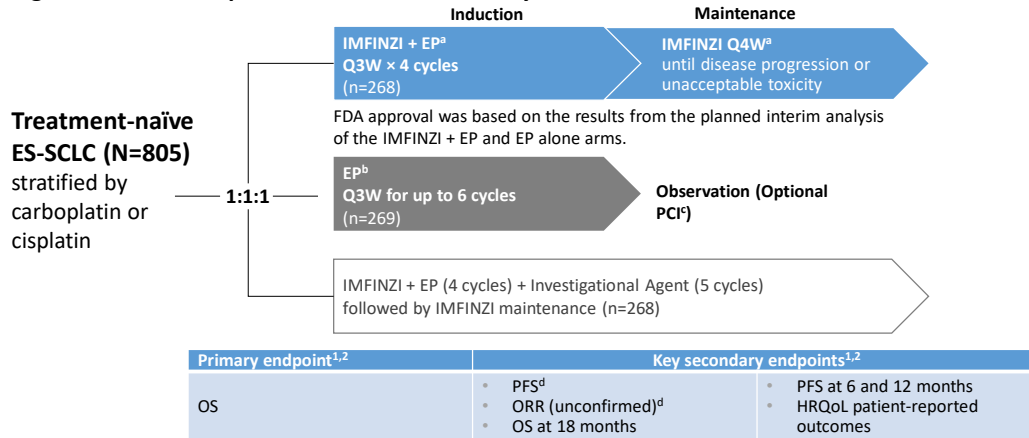 Induction
Maintenance
IMFINZI + EPᵃ
Q3W × 4 cycles
(n=268)
IMFINZI Q4Wᵃ
until disease progression or
unacceptable toxicity
FDA approval was based on the results from the planned interim analysis
of the IMFINZI + EP and EP alone arms.
Treatment-naïve
ES-SCLC (N=805)
stratified by
carboplatin or
cisplatin
1:1:1
EPᵇ
Q3W for up to 6 cycles
(n=269)
Observation (Optional
PCIᶜ)
IMFINZI + EP (4 cycles) + Investigational Agent (5 cycles)
followed by IMFINZI maintenance (n=268)
Primary endpoint¹,²
Key secondary endpoints¹,²
OS
• PFSᵈ
• ORR (unconfirmed)ᵈ
• OS at 18 months
• PFS at 6 and 12 months
• HRQoL patient-reported
outcomes